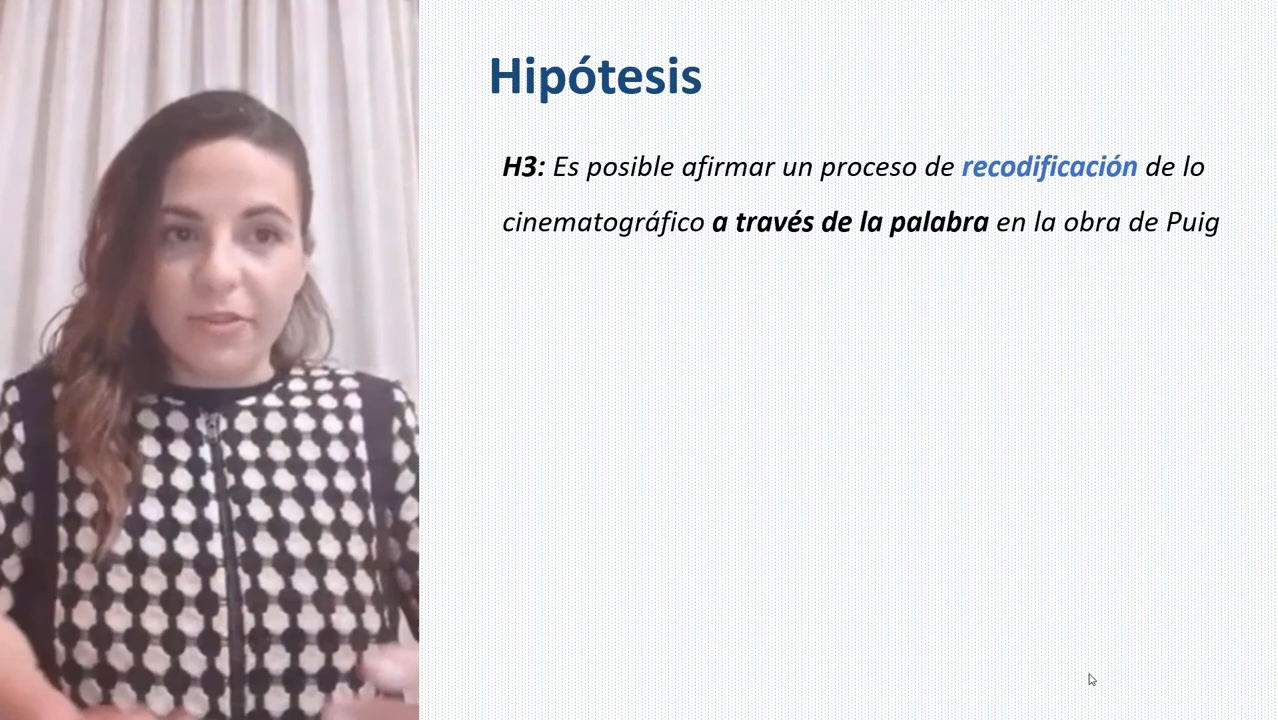 Hipótesis
H3: Es posible afirmar un proceso de recodificación de lo
cinematográfico a través de la palabra en la obra de Puig